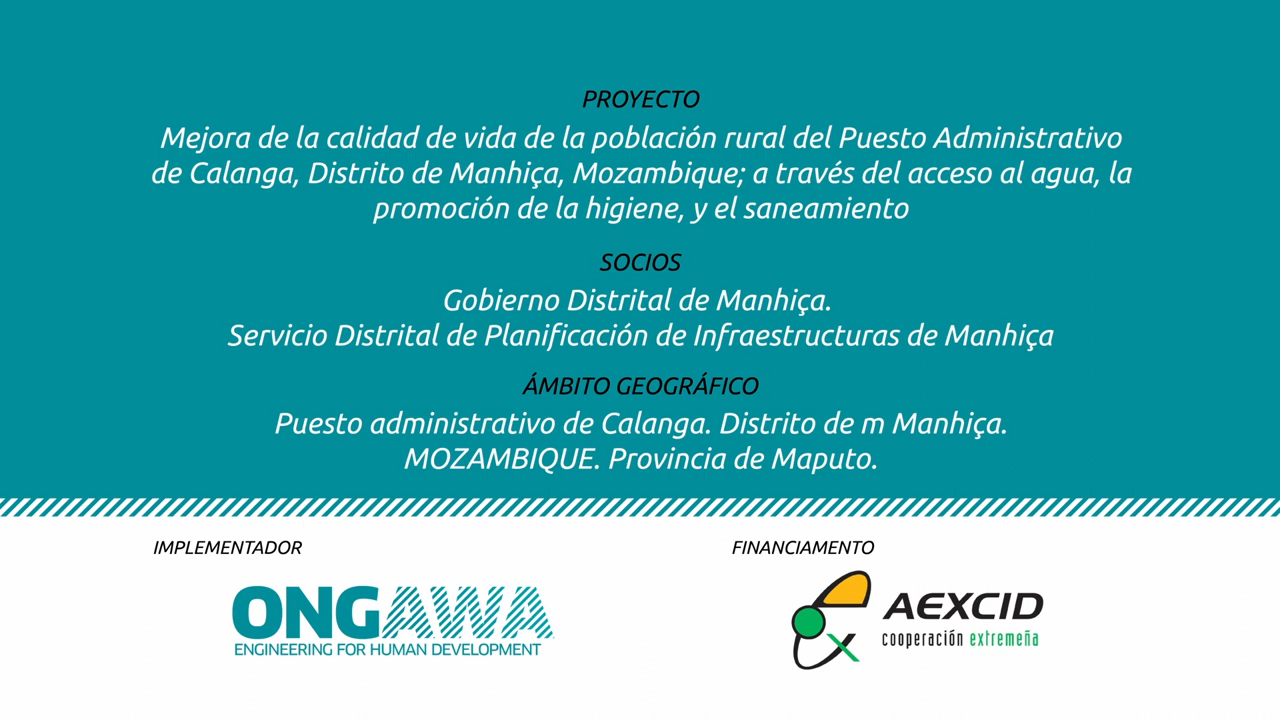 PROYECTO
Mejora de la calidad de vida de la población rural del Puesto Administrativo
de Calanga, Distrito de Manhiça, Mozambique; a través del acceso al agua, la
promoción de la higiene, y el saneamiento
SOCIOS
Gobierno Distrital de Manhiça.
Servicio Distrital de Planificación de Infraestructuras de Manhiça
ÁMBITO GEOGRÁFICO
Puesto administrativo de Calanga. Distrito de m Manhiça.
MOZAMBIQUE. Provincia de Maputo.
IMPLEMENTADOR
ONGAWA
ENGINEERING FOR HUMAN DEVELOPMENT
FINANCIAMENTO
AEXCID
cooperación extremeña